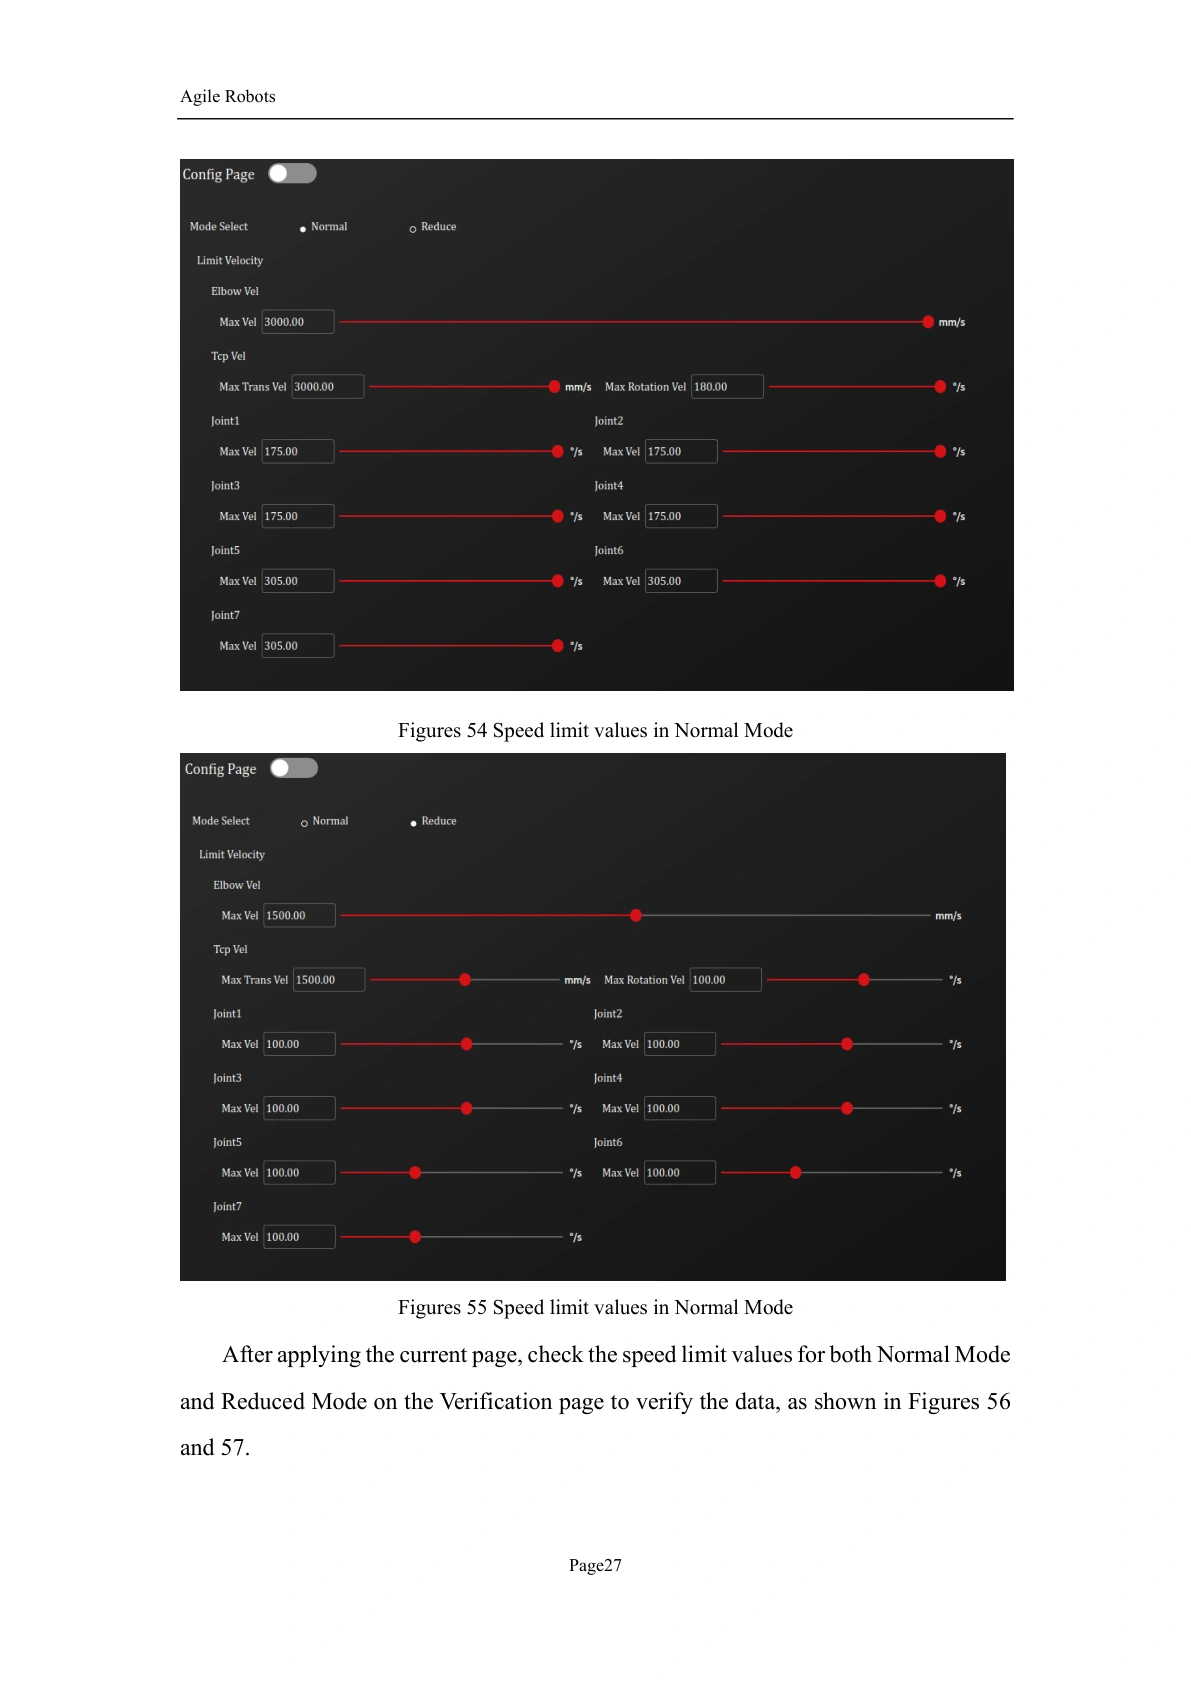 Agile Robots
Config Page
Mode Select Normal Reduce
Limit Velocity
Elbow Vel
Max Vel 3000.00 mm/s
Tcp Vel
Max Trans Vel 3000.00 mm/s Max Rotation Vel 180.00 °/s
Joint1 Joint2
Max Vel 175.00 °/s Max Vel 175.00 °/s
Joint3 Joint4
Max Vel 175.00 °/s Max Vel 175.00 °/s
Joint5 Joint6
Max Vel 305.00 °/s Max Vel 305.00 °/s
Joint7
Max Vel 305.00 °/s
Figures 54 Speed limit values in Normal Mode
Config Page
Mode Select Normal Reduce
Limit Velocity
Elbow Vel
Max Vel 1500.00 mm/s
Tcp Vel
Max Trans Vel 1500.00 mm/s Max Rotation Vel 100.00 °/s
Joint1 Joint2
Max Vel 100.00 °/s Max Vel 100.00 °/s
Joint3 Joint4
Max Vel 100.00 °/s Max Vel 100.00 °/s
Joint5 Joint6
Max Vel 100.00 °/s Max Vel 100.00 °/s
Joint7
Max Vel 100.00 °/s
Figures 55 Speed limit values in Normal Mode
After applying the current page, check the speed limit values for both Normal Mode
and Reduced Mode on the Verification page to verify the data, as shown in Figures 56
and 57.
Page27